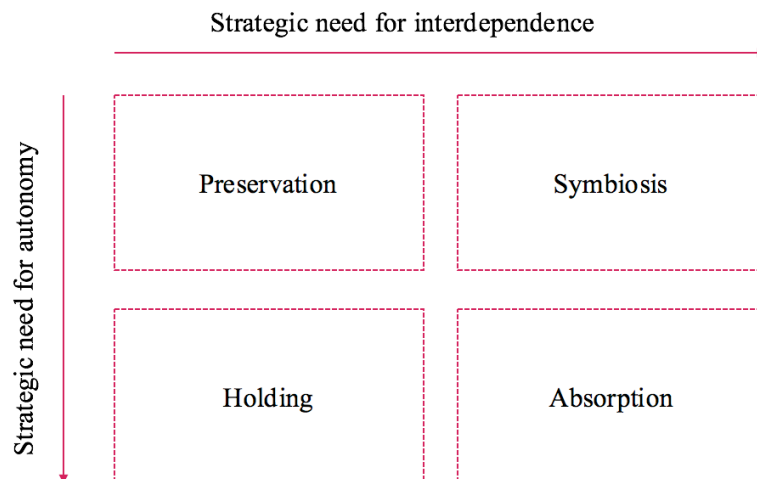 Strategic need for interdependence
Strategic need for autonomy
Preservation
Symbiosis
Holding
Absorption